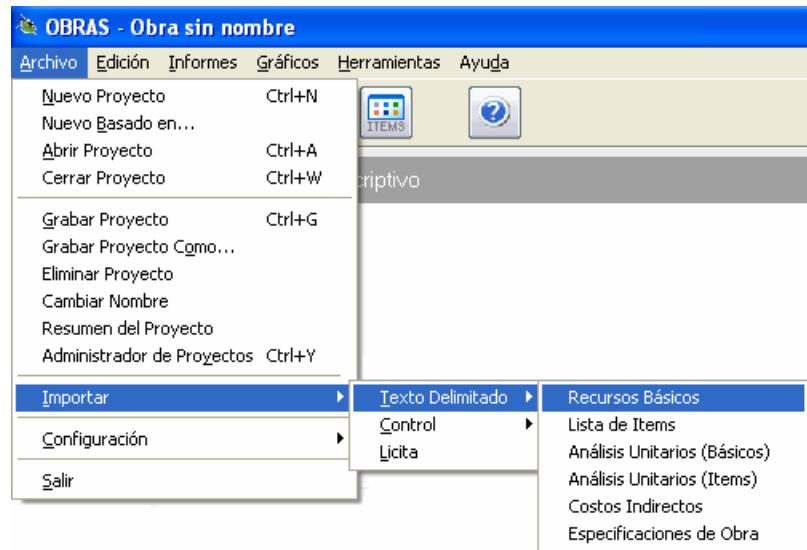 OBRAS - Obra sin nombre
Archivo Edición Informes Gráficos Herramientas Ayuda
Nuevo Proyecto Ctrl+N
Nuevo Basado en...
Abrir Proyecto Ctrl+A
Cerrar Proyecto Ctrl+W
ITEMS
criptivo
Grabar Proyecto Ctrl+G
Grabar Proyecto Como...
Eliminar Proyecto
Cambiar Nombre
Resumen del Proyecto
Administrador de Proyectos Ctrl+Y
Importar
Configuración
Salir
Texto Delimitado
Control
Licita
Recursos Básicos
Lista de Items
Análisis Unitarios (Básicos)
Análisis Unitarios (Items)
Costos Indirectos
Especificaciones de Obra